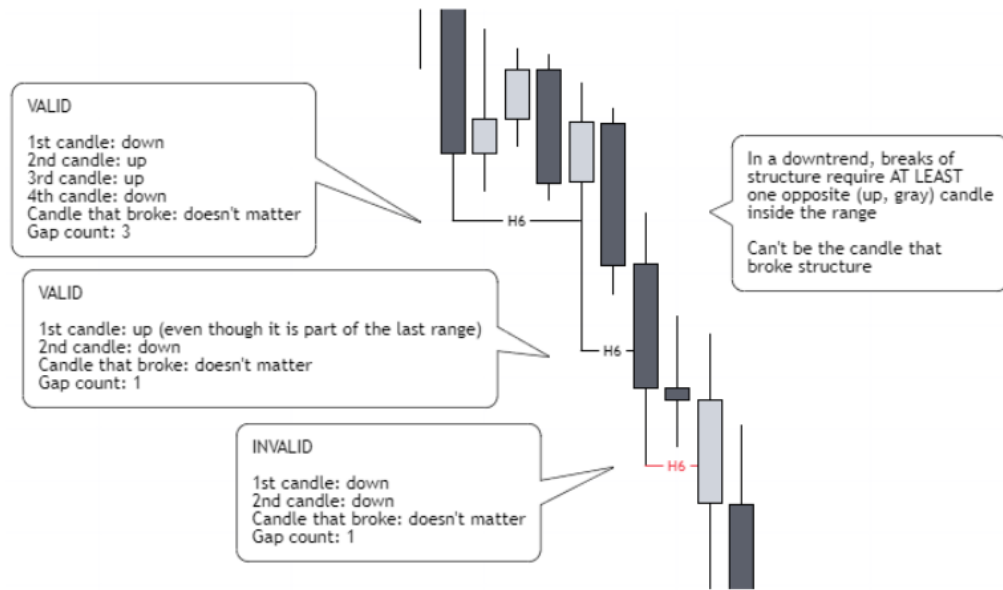 VALID
1st candle: down
2nd candle: up
3rd candle: up
4th candle: down
Candle that broke: doesn't matter
Gap count: 3
H6
In a downtrend, breaks of
structure require AT LEAST
one opposite (up, gray) candle
inside the range
Can't be the candle that
broke structure
VALID
1st candle: up (even though it is part of the last range)
2nd candle: down
Candle that broke: doesn't matter
Gap count: 1
H6
INVALID
1st candle: down
2nd candle: down
Candle that broke: doesn't matter
Gap count: 1
H6